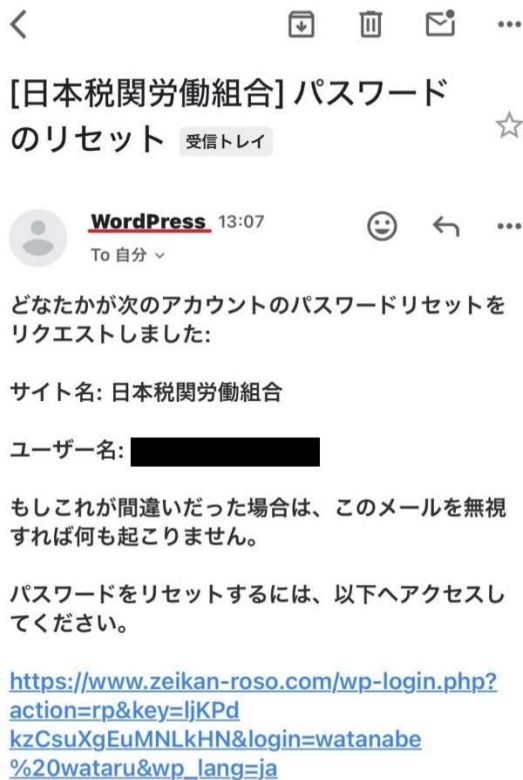 [日本税関労働組合] パスワード
のリセット 受信トレイ
WordPress 13:07
To 自分
どなたかが次のアカウントのパスワードリセットを
リクエストしました:
サイト名: 日本税関労働組合
ユーザー名:
もしこれが間違いだった場合は、このメールを無視
すれば何も起こりません。
パスワードをリセットするには、以下へアクセスし
てください。
https://www.zeikan-roso.com/wp-login.php?
action=rp&key=ljKPd
kzCsuXgEuMNLkHN&login=watanabe
%20wataru&wp_lang=ja